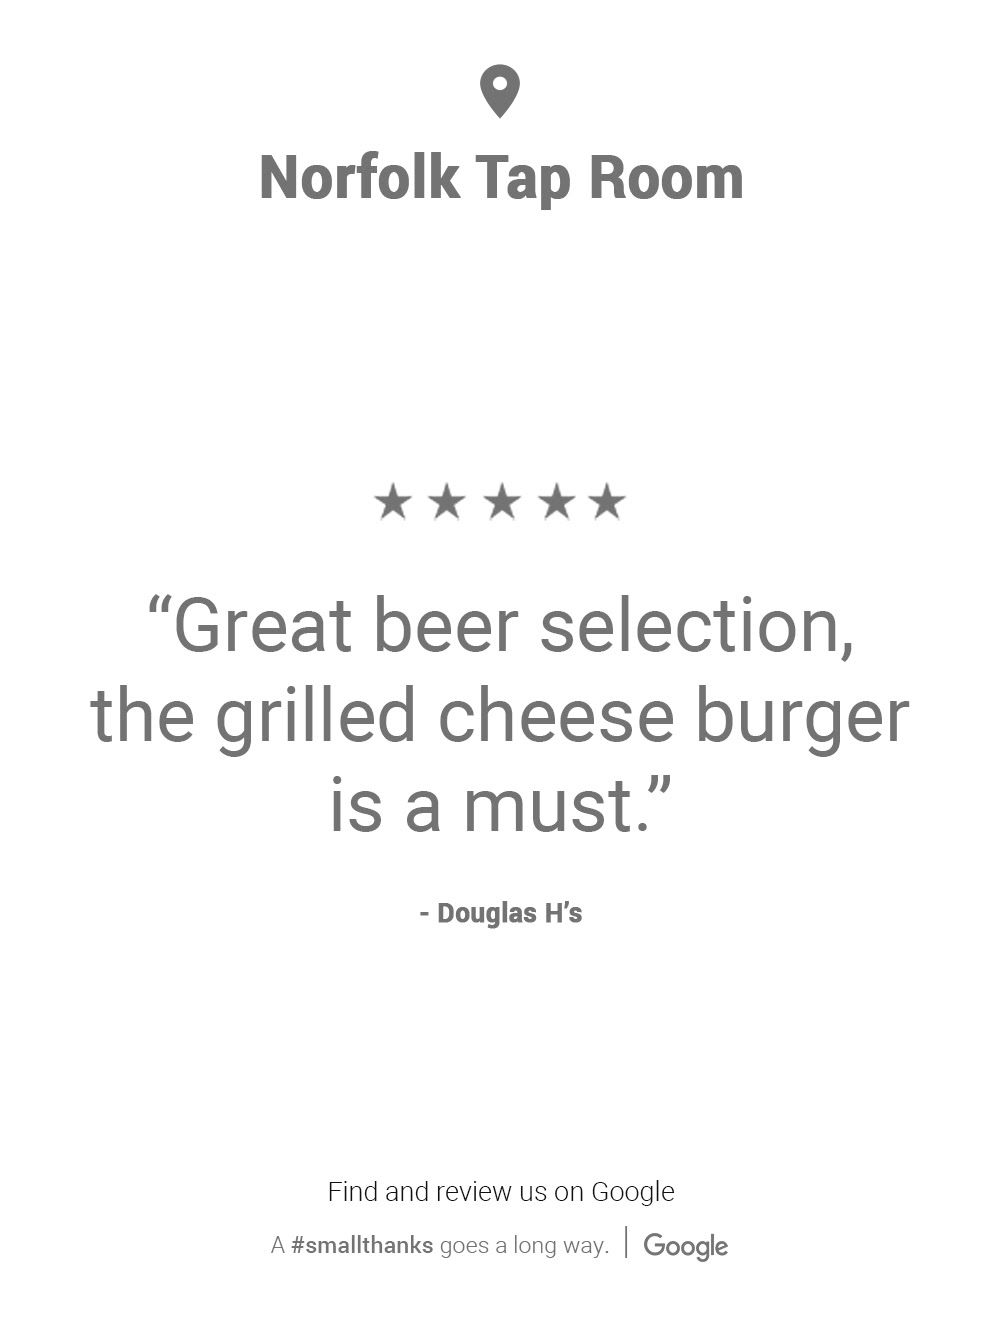 Norfolk Tap Room
“Great beer selection,
the grilled cheese burger
is a must.”
- Douglas H’s
Find and review us on Google
A #smallthanks goes a long way. | Google